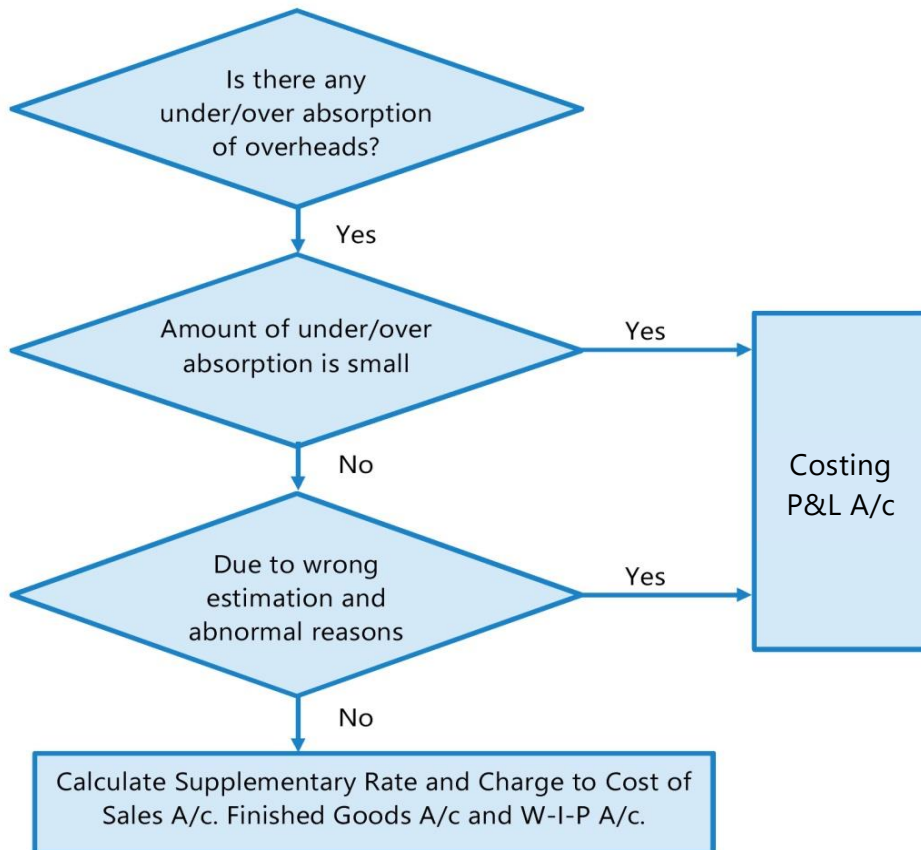 Is there any
under/over absorption
of overheads?
Yes
Amount of under/over
absorption is small
Yes
Costing
P&L A/c
No
Due to wrong
estimation and
abnormal reasons
Yes
No
Calculate Supplementary Rate and Charge to Cost of
Sales A/c. Finished Goods A/c and W-I-P A/c.